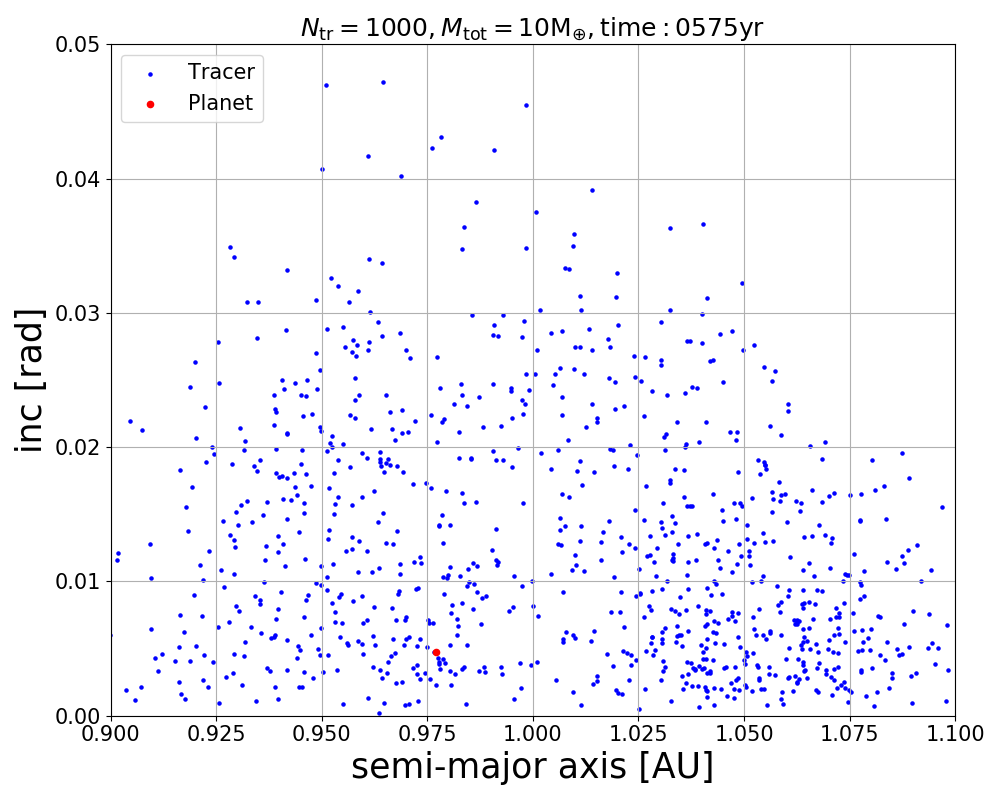 N_tr = 1000, M_tot = 10M_⊕, time : 0575yr
Tracer
Planet
inc [rad]
0.05
0.04
0.03
0.02
0.01
0.00
0.900 0.925 0.950 0.975 1.000 1.025 1.050 1.075 1.100
semi-major axis [AU]